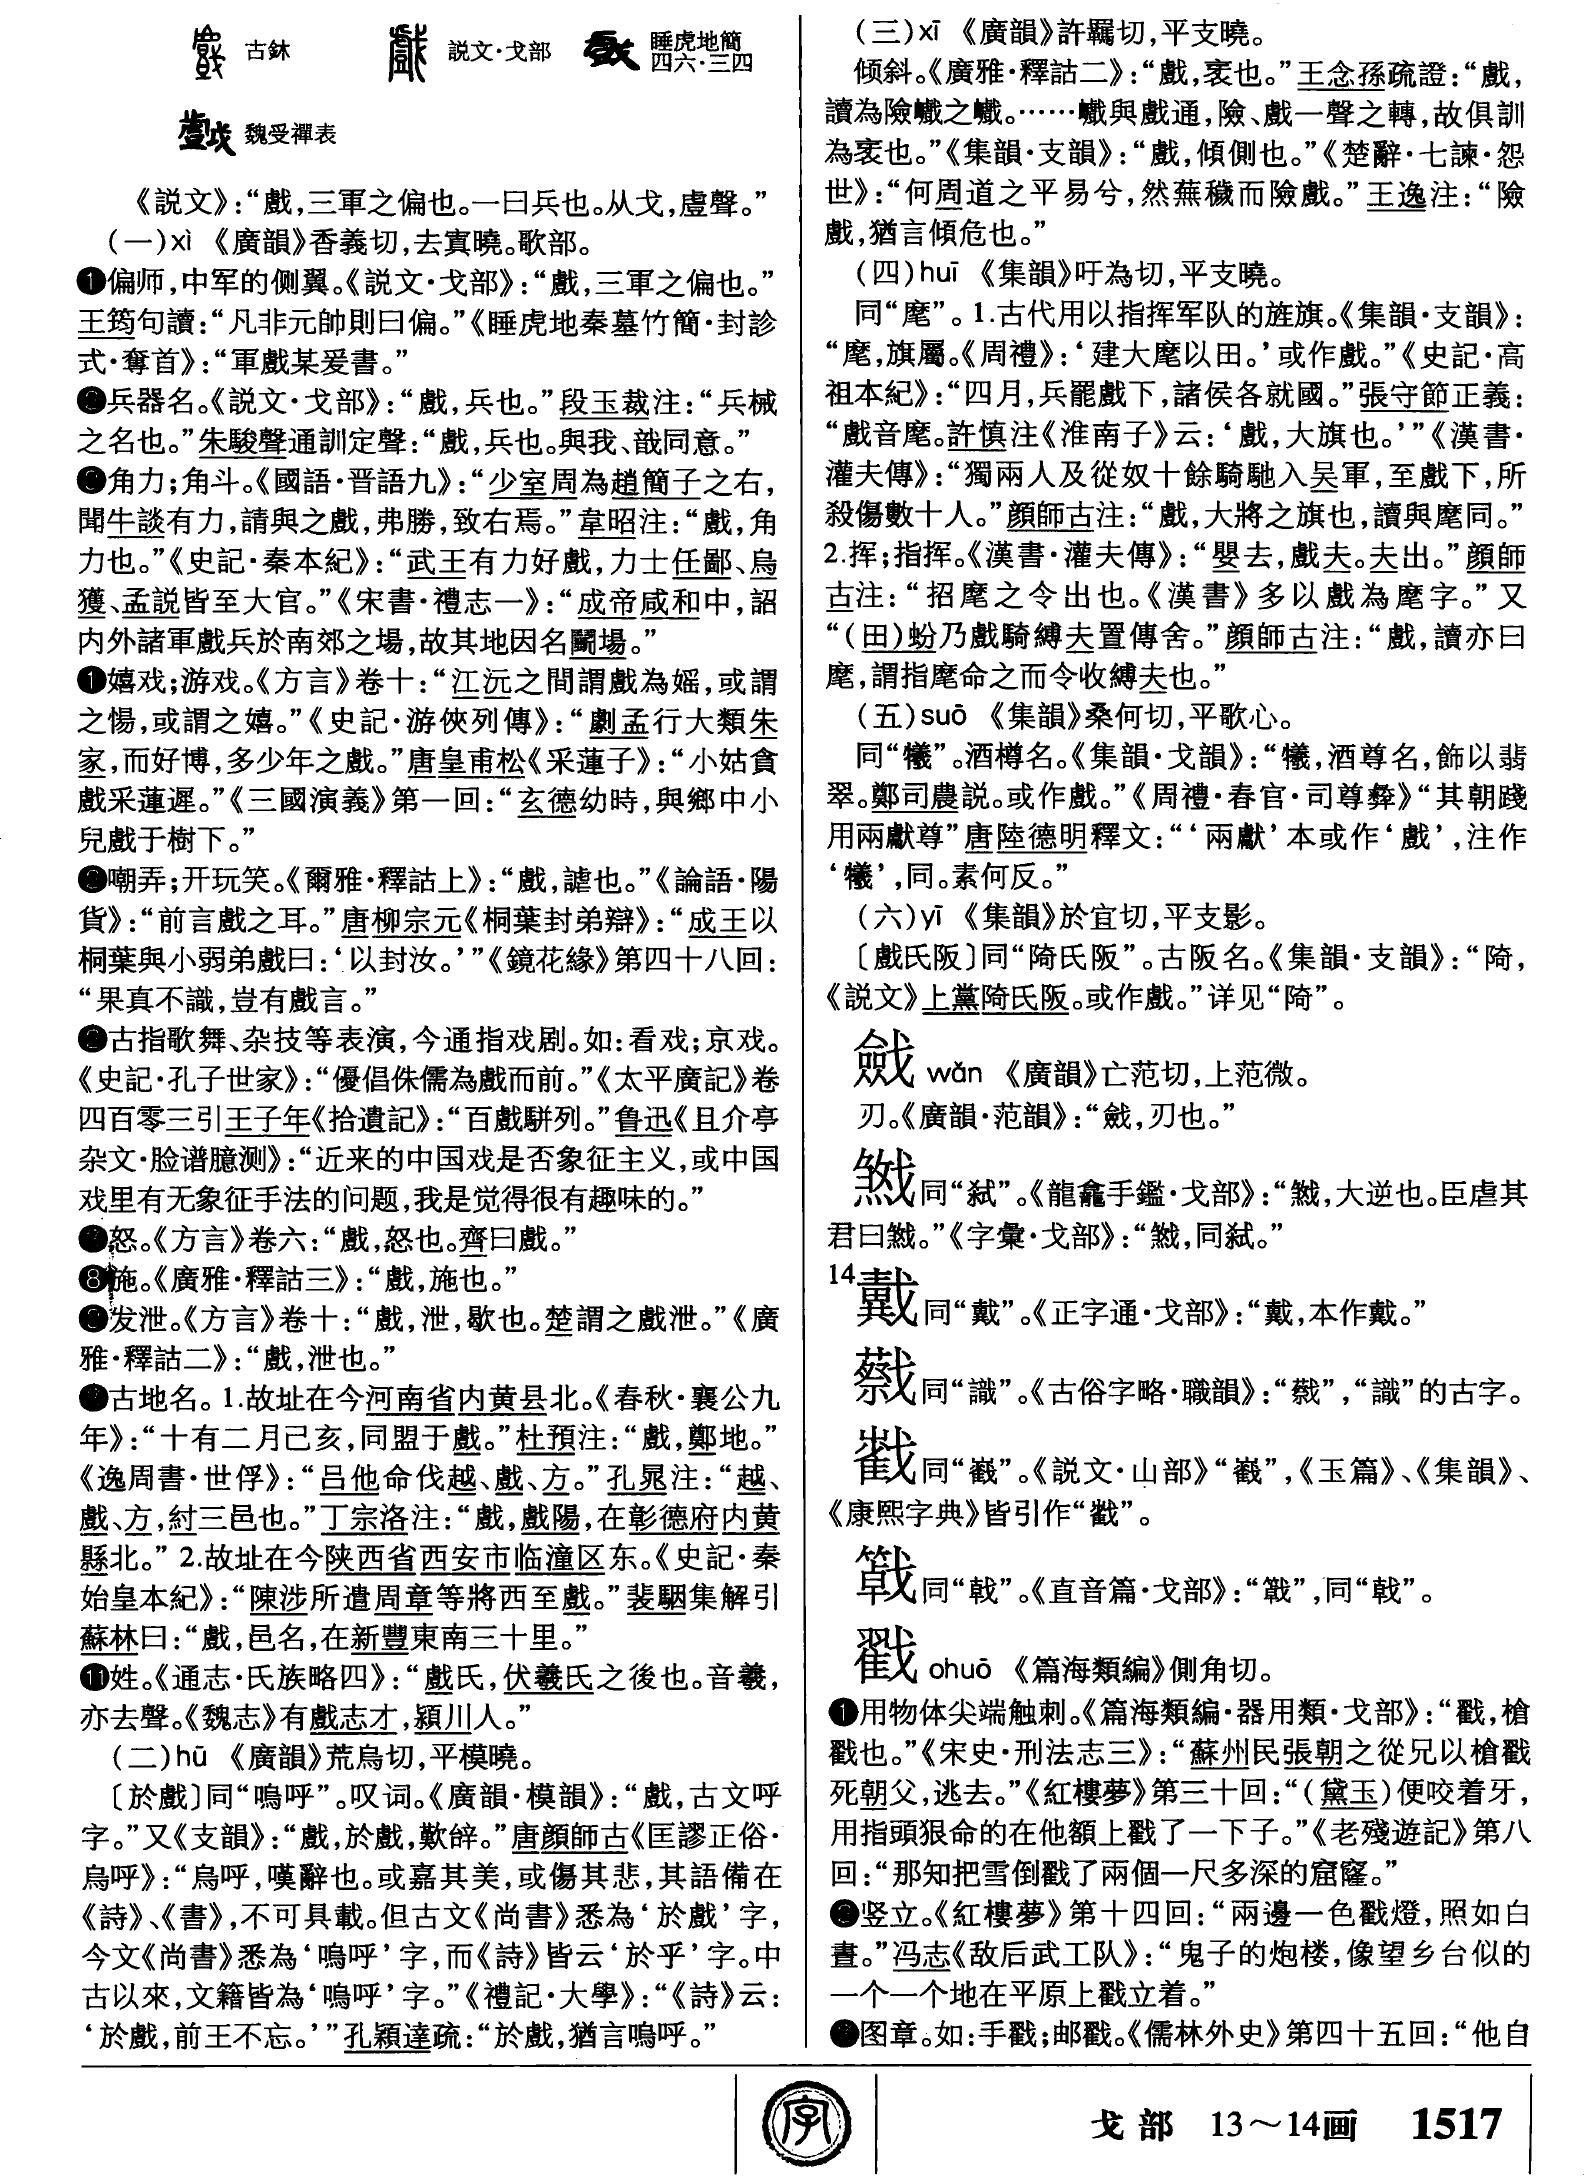 古鉥
説文·戈部
睡虎地簡
四六·三四
魏受禪表
《説文》：“戲，三軍之偏也。一曰兵也。从戈，䖒聲。”
（一）xì 《廣韻》香義切，去寘曉。歌部。
❶偏师，中军的侧翼。《説文·戈部》：“戲，三軍之偏也。”
王筠句讀：“凡非元帥則曰偏。”《睡虎地秦墓竹簡·封診
式·奪首》：“軍戲某爰書。”
❷兵器名。《説文·戈部》：“戲，兵也。”段玉裁注：“兵械
之名也。”朱駿聲通訓定聲：“戲，兵也。與我、戠同意。”
❸角力；角斗。《國語·晋語九》：“少室周為趙簡子之右，
聞牛談有力，請與之戲，弗勝，致右焉。”韋昭注：“戲，角
力也。”《史記·秦本紀》：“武王有力好戲，力士任鄙、烏
獲、孟説皆至大官。”《宋書·禮志一》：“成帝咸和中，詔
内外諸軍戲兵於南郊之場，故其地因名鬭場。”
❶嬉戏；游戏。《方言》卷十：“江沅之間謂戲為媱，或謂
之愓，或謂之嬉。”《史記·游俠列傳》：“劇孟行大類朱
家，而好博，多少年之戲。”唐皇甫松《采蓮子》：“小姑貪
戲采蓮遲。”《三國演義》第一回：“玄德幼時，與鄉中小
兒戲于樹下。”
嘲弄；开玩笑。《爾雅·釋詁上》：“戲，謔也。”《論語·陽
貨》：“前言戲之耳。”唐柳宗元《桐葉封弟辯》：“成王以
桐葉與小弱弟戲曰：‘以封汝。’”《鏡花緣》第四十八回：
“果真不識，豈有戲言。”
古指歌舞、杂技等表演，今通指戏剧。如：看戏；京戏。
《史記·孔子世家》：“優倡侏儒為戲而前。”《太平廣記》卷
四百零三引王子年《拾遺記》：“百戲駢列。”鲁迅《且介亭
杂文·脸谱臆测》：“近来的中国戏是否象征主义，或中国
戏里有无象征手法的问题，我是觉得很有趣味的。”
怒。《方言》卷六：“戲，怒也。齊曰戲。”
❽施。《廣雅·釋詁三》：“戲，施也。”
发泄。《方言》卷十：“戲，泄，歇也。楚謂之戲泄。”《廣
雅·釋詁二》：“戲，泄也。”
古地名。1.故址在今河南省内黄县北。《春秋·襄公九
年》：“十有二月己亥，同盟于戲。”杜預注：“戲，鄭地。”
《逸周書·世俘》：“吕他命伐越、戲、方。”孔晁注：“越、
戲、方，紂三邑也。”丁宗洛注：“戲，戲陽，在彰德府内黄
縣北。”2.故址在今陕西省西安市临潼区东。《史記·秦
始皇本紀》：“陳涉所遣周章等將西至戲。”裴駰集解引
蘇林曰：“戲，邑名，在新豐東南三十里。”
⓫姓。《通志·氏族略四》：“戲氏，伏羲氏之後也。音羲，
亦去聲。《魏志》有戲志才，潁川人。”
（二）hū 《廣韻》荒烏切，平模曉。
〔於戲〕同“嗚呼”。叹词。《廣韻·模韻》：“戲，古文呼
字。”又《支韻》：“戲，於戲，歎辭。”唐顔師古《匡謬正俗·
烏呼》：“烏呼，嘆辭也。或嘉其美，或傷其悲，其語備在
《詩》、《書》，不可具載。但古文《尚書》悉為‘於戲’字，
今文《尚書》悉為‘嗚呼’字，而《詩》皆云‘於乎’字。中
古以來，文籍皆為‘嗚呼’字。”《禮記·大學》：“《詩》云：
‘於戲，前王不忘。’”孔穎達疏：“於戲，猶言嗚呼。”
（三）xī 《廣韻》許羈切，平支曉。
倾斜。《廣雅·釋詁二》：“戲，衺也。”王念孫疏證：“戲，
讀為險巇之巇。……巇與戲通，險、戲一聲之轉，故俱訓
為衺也。”《集韻·支韻》：“戲，傾側也。”《楚辭·七諫·怨
世》：“何周道之平易兮，然蕪穢而險戲。”王逸注：“險
戲，猶言傾危也。”
（四）huī 《集韻》吁為切，平支曉。
同“麾”。1.古代用以指挥军队的旌旗。《集韻·支韻》：
“麾，旗屬。《周禮》：‘建大麾以田。’或作戲。”《史記·高
祖本紀》：“四月，兵罷戲下，諸侯各就國。”張守節正義：
“戲音麾。許慎注《淮南子》云：‘戲，大旗也。’”《漢書·
灌夫傳》：“獨兩人及從奴十餘騎馳入吴軍，至戲下，所
殺傷數十人。”顔師古注：“戲，大將之旗也，讀與麾同。”
2.挥；指挥。《漢書·灌夫傳》：“嬰去，戲夫。夫出。”顔師
古注：“招麾之令出也。《漢書》多以戲為麾字。”又
“（田）蚡乃戲騎縛夫置傳舍。”顔師古注：“戲，讀亦曰
麾，謂指麾命之而令收縛夫也。”
（五）suō 《集韻》桑何切，平歌心。
同“犧”。酒樽名。《集韻·戈韻》：“犧，酒尊名，飾以翡
翠。鄭司農説。或作戲。”《周禮·春官·司尊彝》“其朝踐
用兩獻尊”唐陸德明釋文：“‘兩獻’本或作‘戲’，注作
‘犧’，同。素何反。”
（六）yī 《集韻》於宜切，平支影。
〔戲氏阪〕同“陭氏阪”。古阪名。《集韻·支韻》：“陭，
《説文》上黨陭氏阪。或作戲。”详见“陭”。
wǎn 《廣韻》亡范切，上范微。
刃。《廣韻·范韻》：“，刃也。”
同“弑”。《龍龕手鑑·戈部》：“，大逆也。臣虐其
君曰。”《字彙·戈部》：“，同弑。”
14
同“戴”。《正字通·戈部》：“戴，本作戴。”
同“識”。《古俗字略·職韻》：“”，“識”的古字。
同“嶻”。《説文·山部》“嶻”，《玉篇》、《集韻》、
《康熙字典》皆引作“”。
同“戟”。《直音篇·戈部》：“”，同“戟”。
戳 ohuō 《篇海類編》側角切。
❶用物体尖端触刺。《篇海類編·器用類·戈部》：“戳，槍
戳也。”《宋史·刑法志三》：“蘇州民張朝之從兄以槍戳
死朝父，逃去。”《紅樓夢》第三十回：“（黛玉）便咬着牙，
用指頭狠命的在他額上戳了一下子。”《老殘遊記》第八
回：“那知把雪倒戳了兩個一尺多深的窟窿。”
❷竖立。《紅樓夢》第十四回：“兩邊一色戳燈，照如白
晝。”冯志《敌后武工队》：“鬼子的炮楼，像望乡台似的
一个一个地在平原上戳立着。”
图章。如：手戳；邮戳。《儒林外史》第四十五回：“他自
字
戈部 13～14画 1517